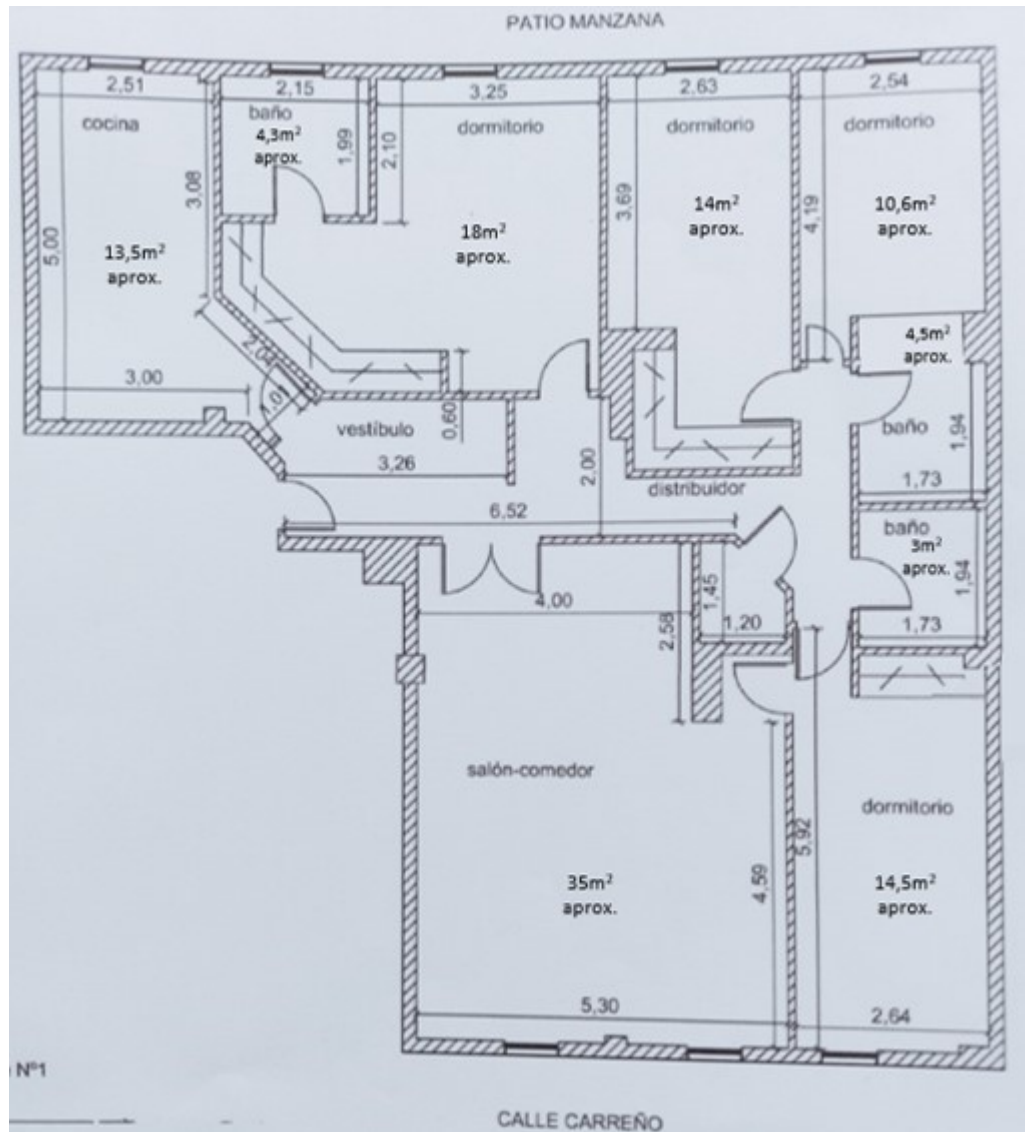 PATIO MANZANA
2,51
2,15
3,25
2,63
2,54
cocina
baño
4,3m²
aprox.
1,99
2,10
dormitorio
dormitorio
dormitorio
3,08
5,00
3,69
4,19
13,5m²
aprox.
18m²
aprox.
14m²
aprox.
10,6m²
aprox.
2,04
1,01
3,00
0,60
4,5m²
aprox.
vestíbulo
3,26
2,00
baño
1,94
1,73
distribuidor
6,52
baño
3m²
aprox.
1,94
1,73
4,00
2,58
1,45
1,20
salón-comedor
dormitorio
5,92
4,59
35m²
aprox.
14,5m²
aprox.
5,30
2,64
Nº1
CALLE CARREÑO